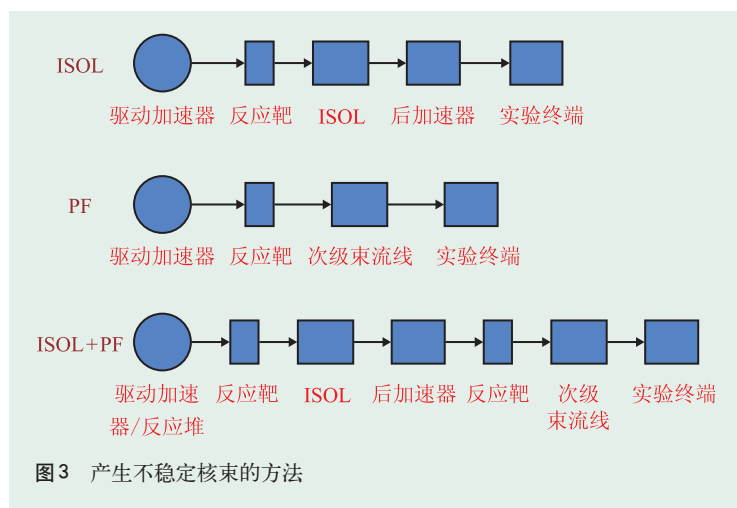 ISOL
驱动加速器 反应靶 ISOL 后加速器 实验终端
PF
驱动加速器 反应靶 次级束流线 实验终端
ISOL+PF
驱动加速 反应靶 ISOL 后加速器 反应靶 次级 实验终端
器/反应堆 束流线
图3 产生不稳定核束的方法